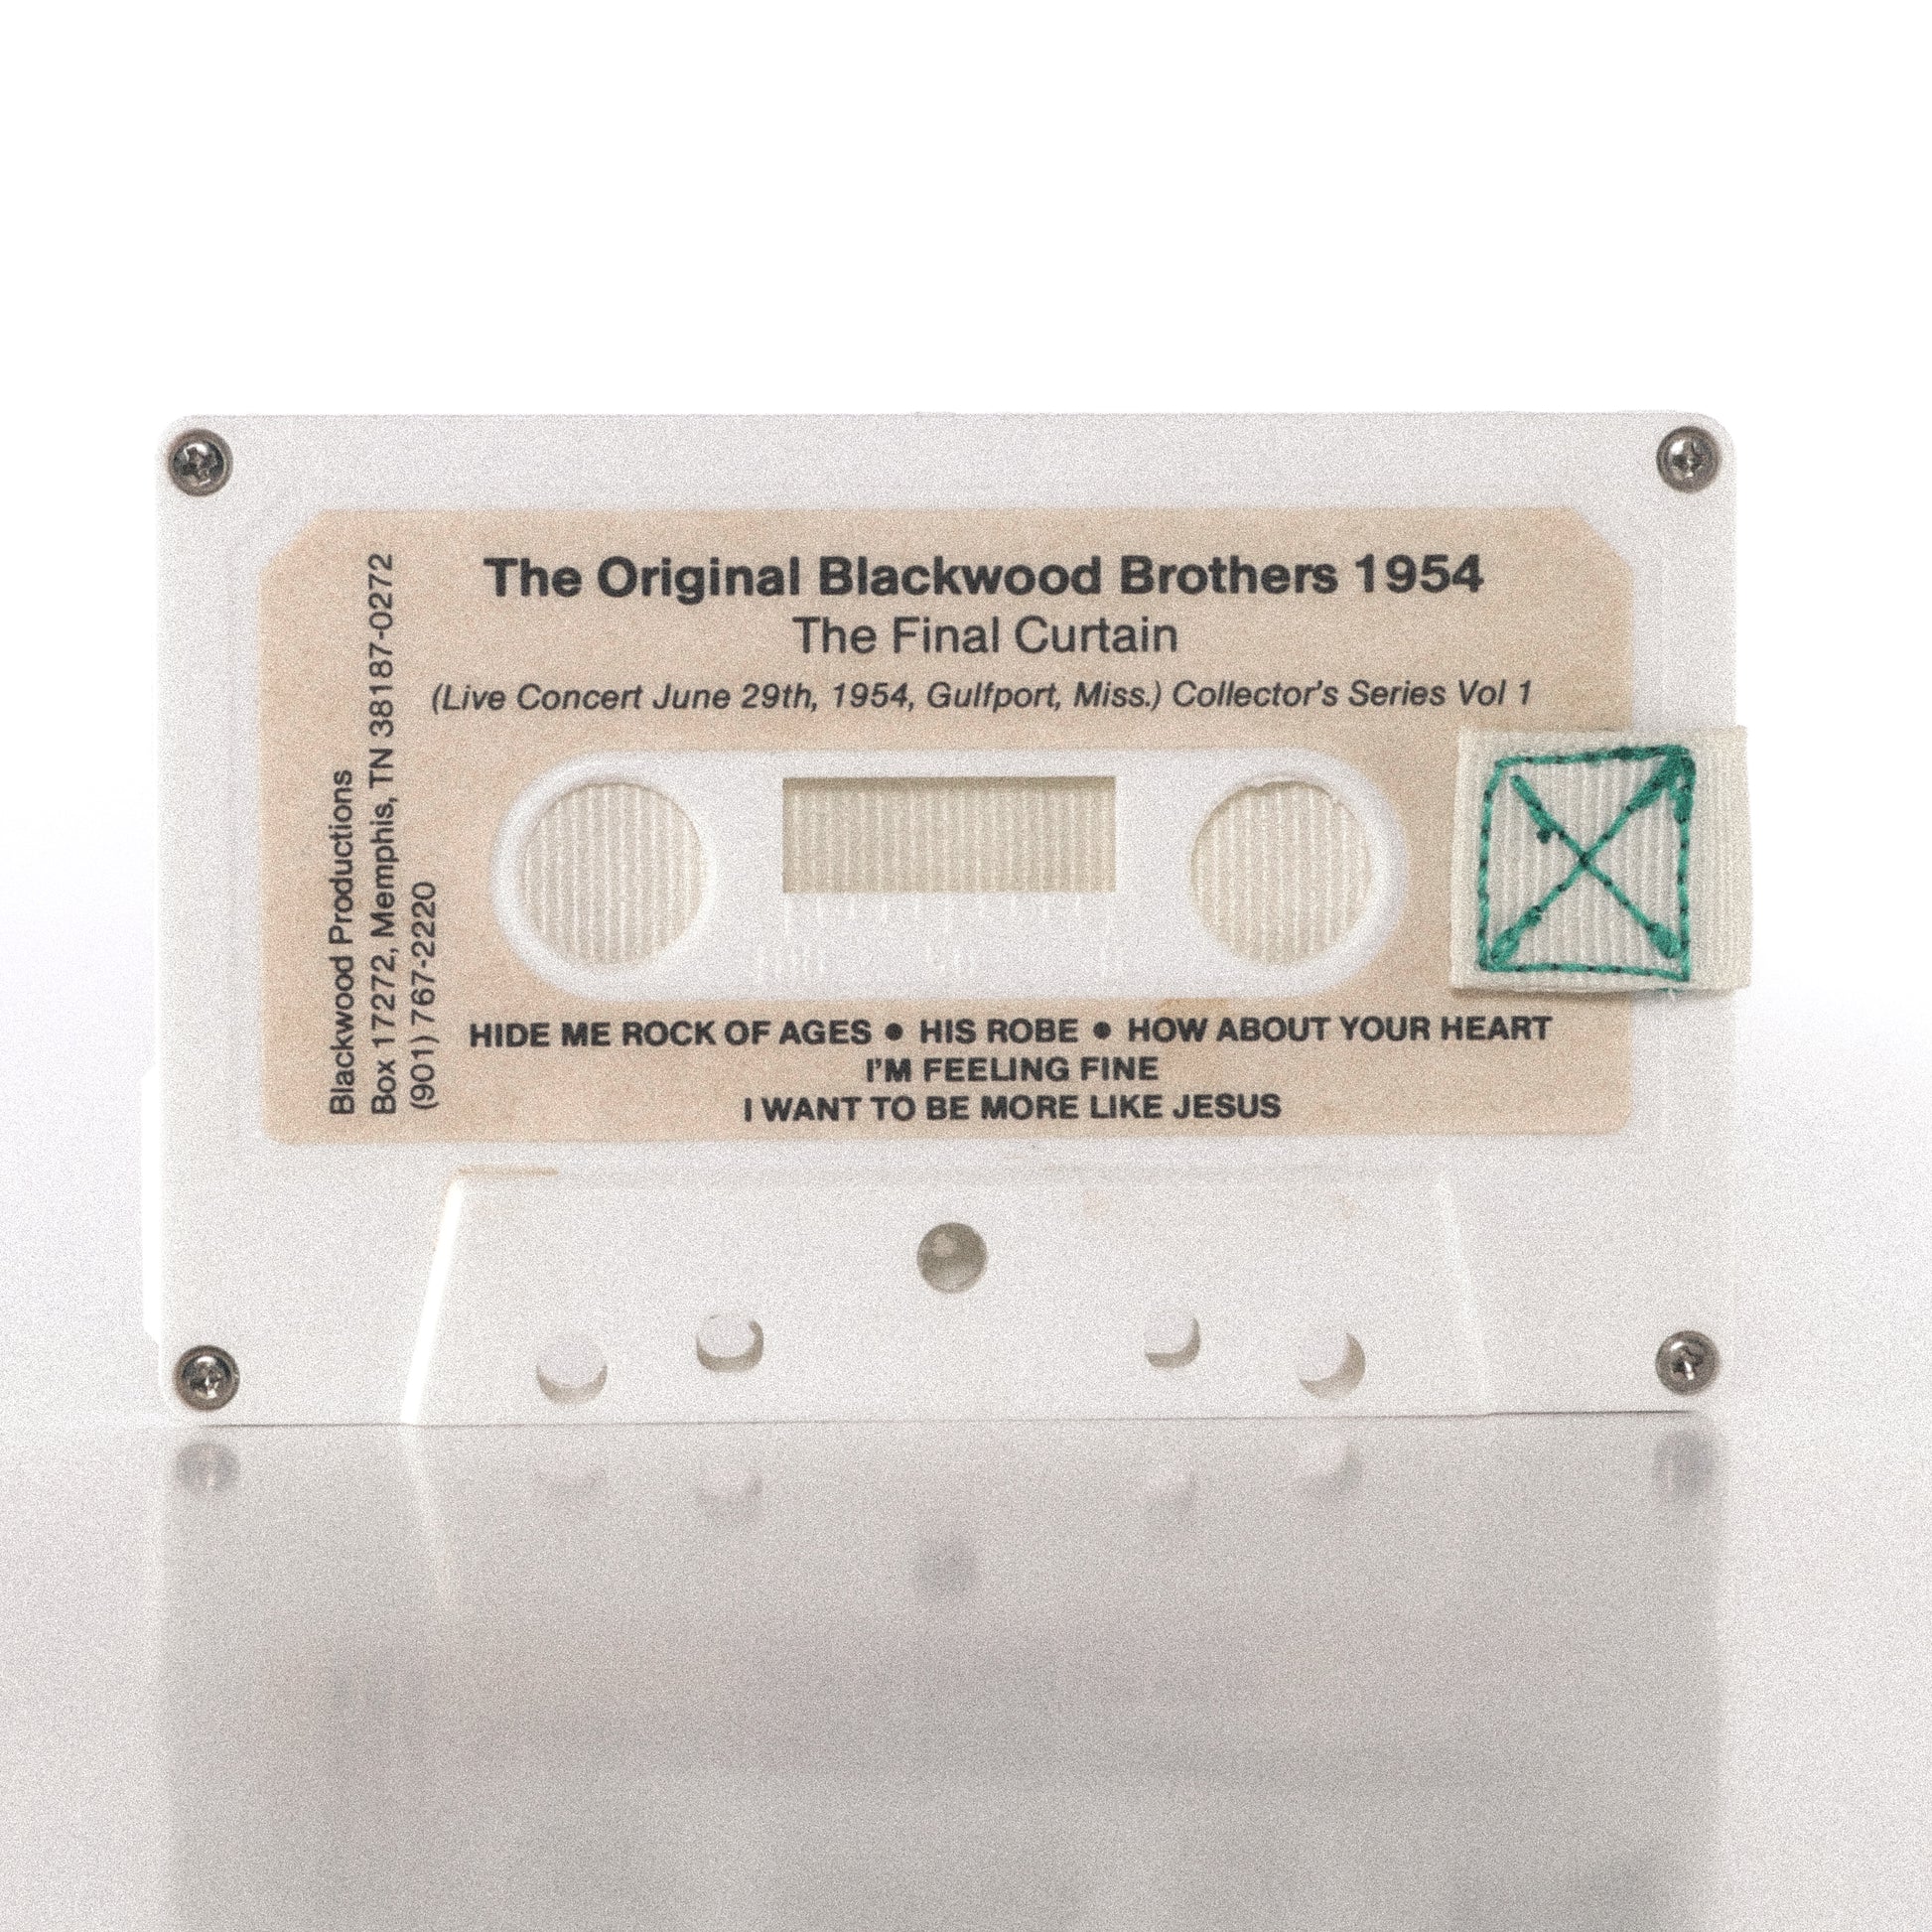 The Original Blackwood Brothers 1954
The Final Curtain
(Live Concert June 29th, 1954, Gulfport, Miss.) Collector's Series Vol 1
Blackwood Productions
Box 17272, Memphis, TN 38187-0272
(901) 767-2220
HIDE ME ROCK OF AGES ● HIS ROBE ● HOW ABOUT YOUR HEART
I'M FEELING FINE
I WANT TO BE MORE LIKE JESUS